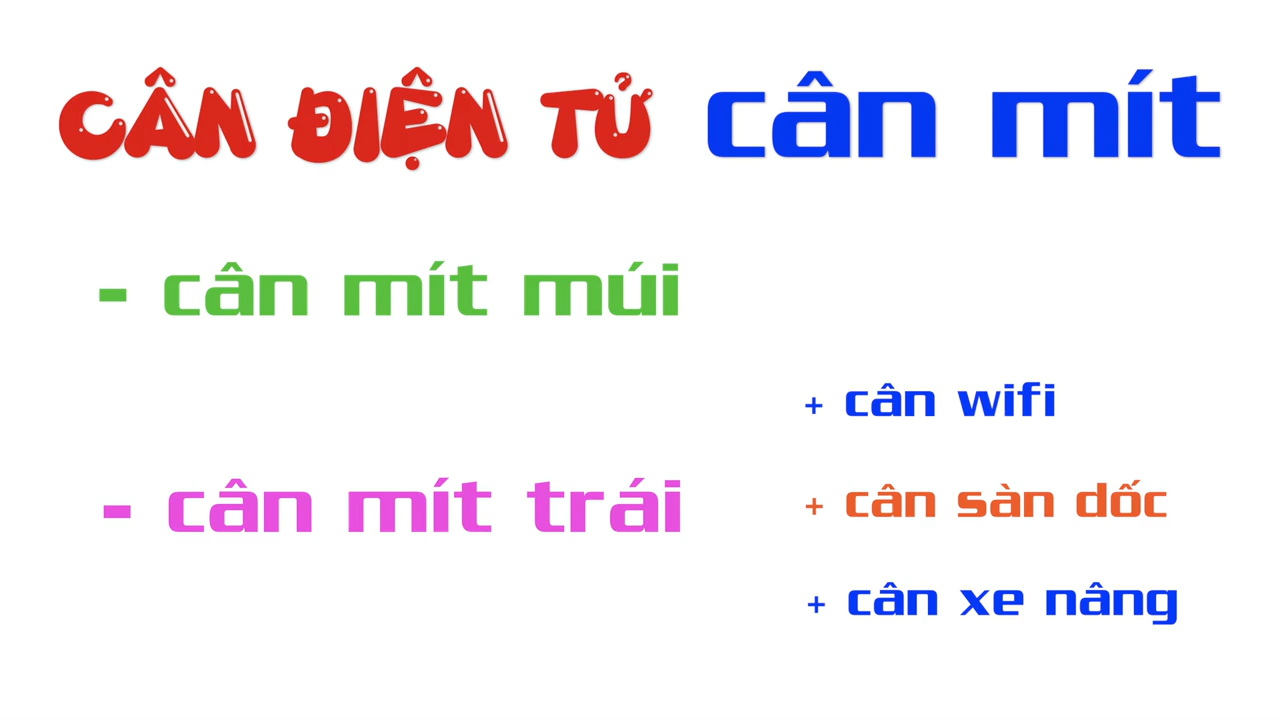 CÂN ĐIỆN TỬ cân mít
- cân mít múi
+ cân wifi
- cân mít trái
+ cân sàn dốc
+ cân xe nâng